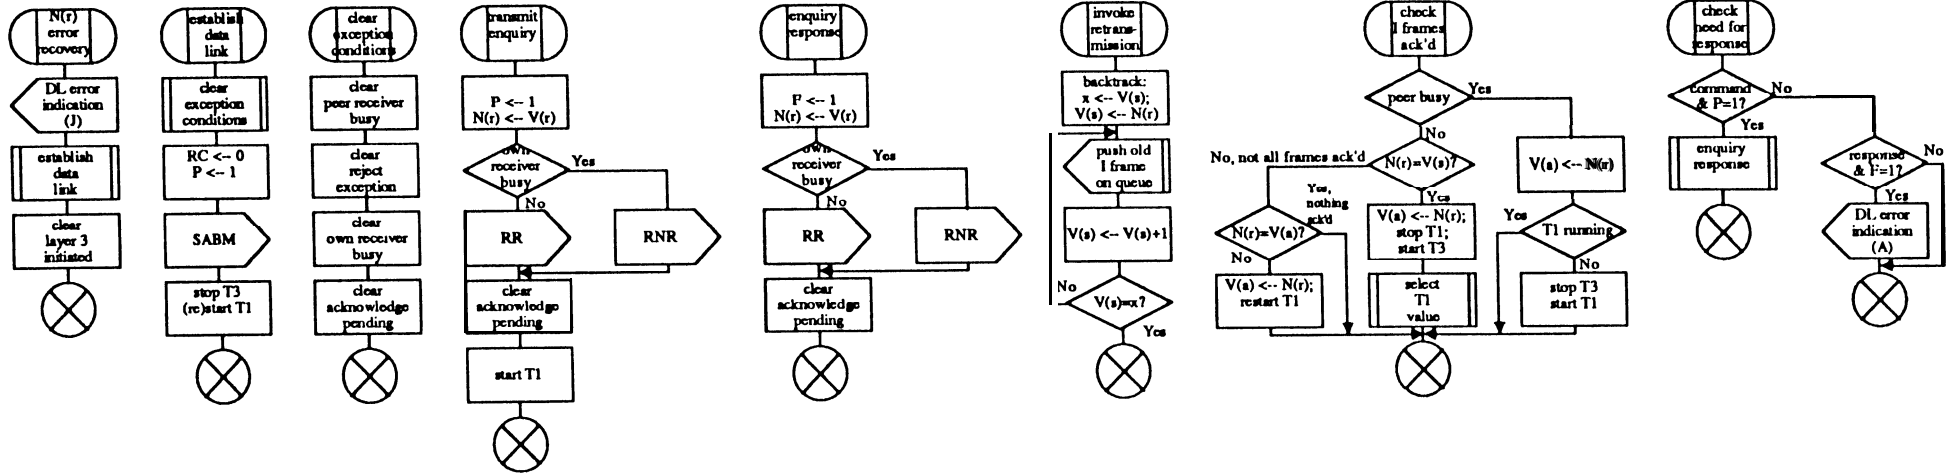 N(r)
error
recovery
DL error
indication
(J)
establish
data
link
clear
layer 3
initiated
establish
data
link
clear
exception
conditions
RC <-- 0
P <-- 1
SABM
stop T3
(re)start T1
clear
exception
conditions
clear
peer receiver
busy
clear
reject
exception
clear
own receiver
busy
clear
acknowledge
pending
transmit
enquiry
P <-- 1
N(r) <-- V(r)
own
receiver
busy
Yes
No
RR
RNR
clear
acknowledge
pending
start T1
enquiry
response
F <-- 1
N(r) <-- V(r)
own
receiver
busy
Yes
No
RR
RNR
clear
acknowledge
pending
invoke
retrans-
mission
backtrack:
x <-- V(s);
V(s) <-- N(r)
push old
I frame
on queue
V(s) <-- V(s)+1
No
V(s)=x?
Yes
check
I frames
ack'd
peer busy
Yes
No
No, not all frames ack'd
N(r)=V(s)?
V(a) <-- N(r)
Yes,
nothing
ack'd
Yes
N(r)=V(a)?
V(a) <-- N(r);
stop T1;
start T3
Yes
T1 running
No
No
V(a) <-- N(r);
restart T1
select
T1
value
stop T3
start T1
check
need for
response
command
& P=1?
No
Yes
enquiry
response
response
& F=1?
No
Yes
DL error
indication
(A)